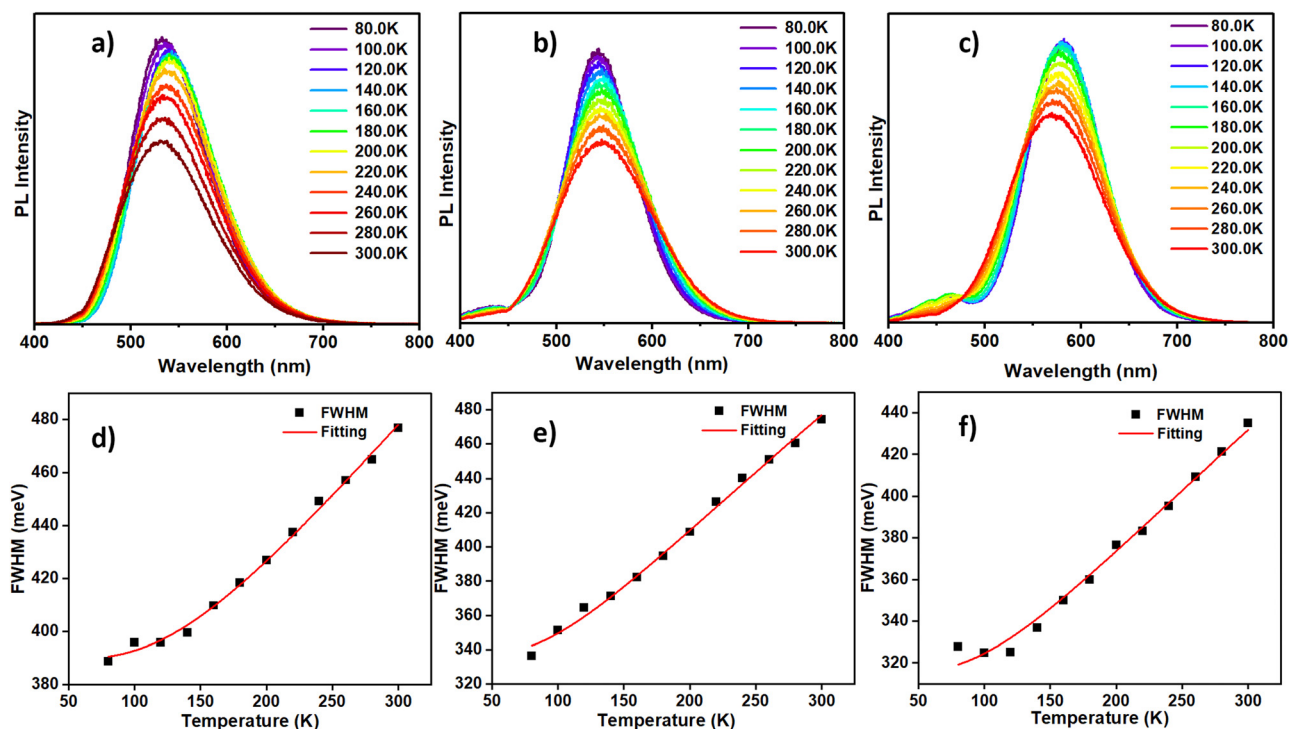 a)
80.0K
100.0K
120.0K
140.0K
160.0K
180.0K
200.0K
220.0K
240.0K
260.0K
280.0K
300.0K
PL Intensity
400 500 600 700 800
Wavelength (nm)
b)
80.0K
100.0K
120.0K
140.0K
160.0K
180.0K
200.0K
220.0K
240.0K
260.0K
280.0K
300.0K
PL Intensity
400 500 600 700 800
Wavelength (nm)
c)
80.0K
100.0K
120.0K
140.0K
160.0K
180.0K
200.0K
220.0K
240.0K
260.0K
280.0K
300.0K
PL Intensity
400 500 600 700 800
Wavelength (nm)
d)
FWHM
Fitting
FWHM (meV)
480
460
440
420
400
380
50 100 150 200 250 300
Temperature (K)
e)
FWHM
Fitting
FWHM (meV)
480
460
440
420
400
380
360
340
320
50 100 150 200 250 300
Temperature (K)
f)
FWHM
Fitting
FWHM (meV)
440
420
400
380
360
340
320
50 100 150 200 250 300
Temperature (K)